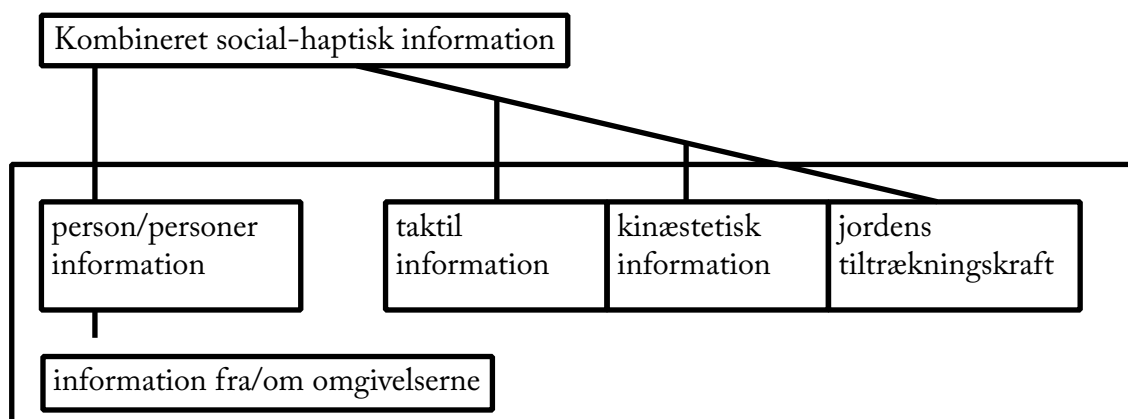 Kombineret social-haptisk information
person/personer
information
taktil
information
kinæstetisk
information
jordens
tiltrækningskraft
information fra/om omgivelserne